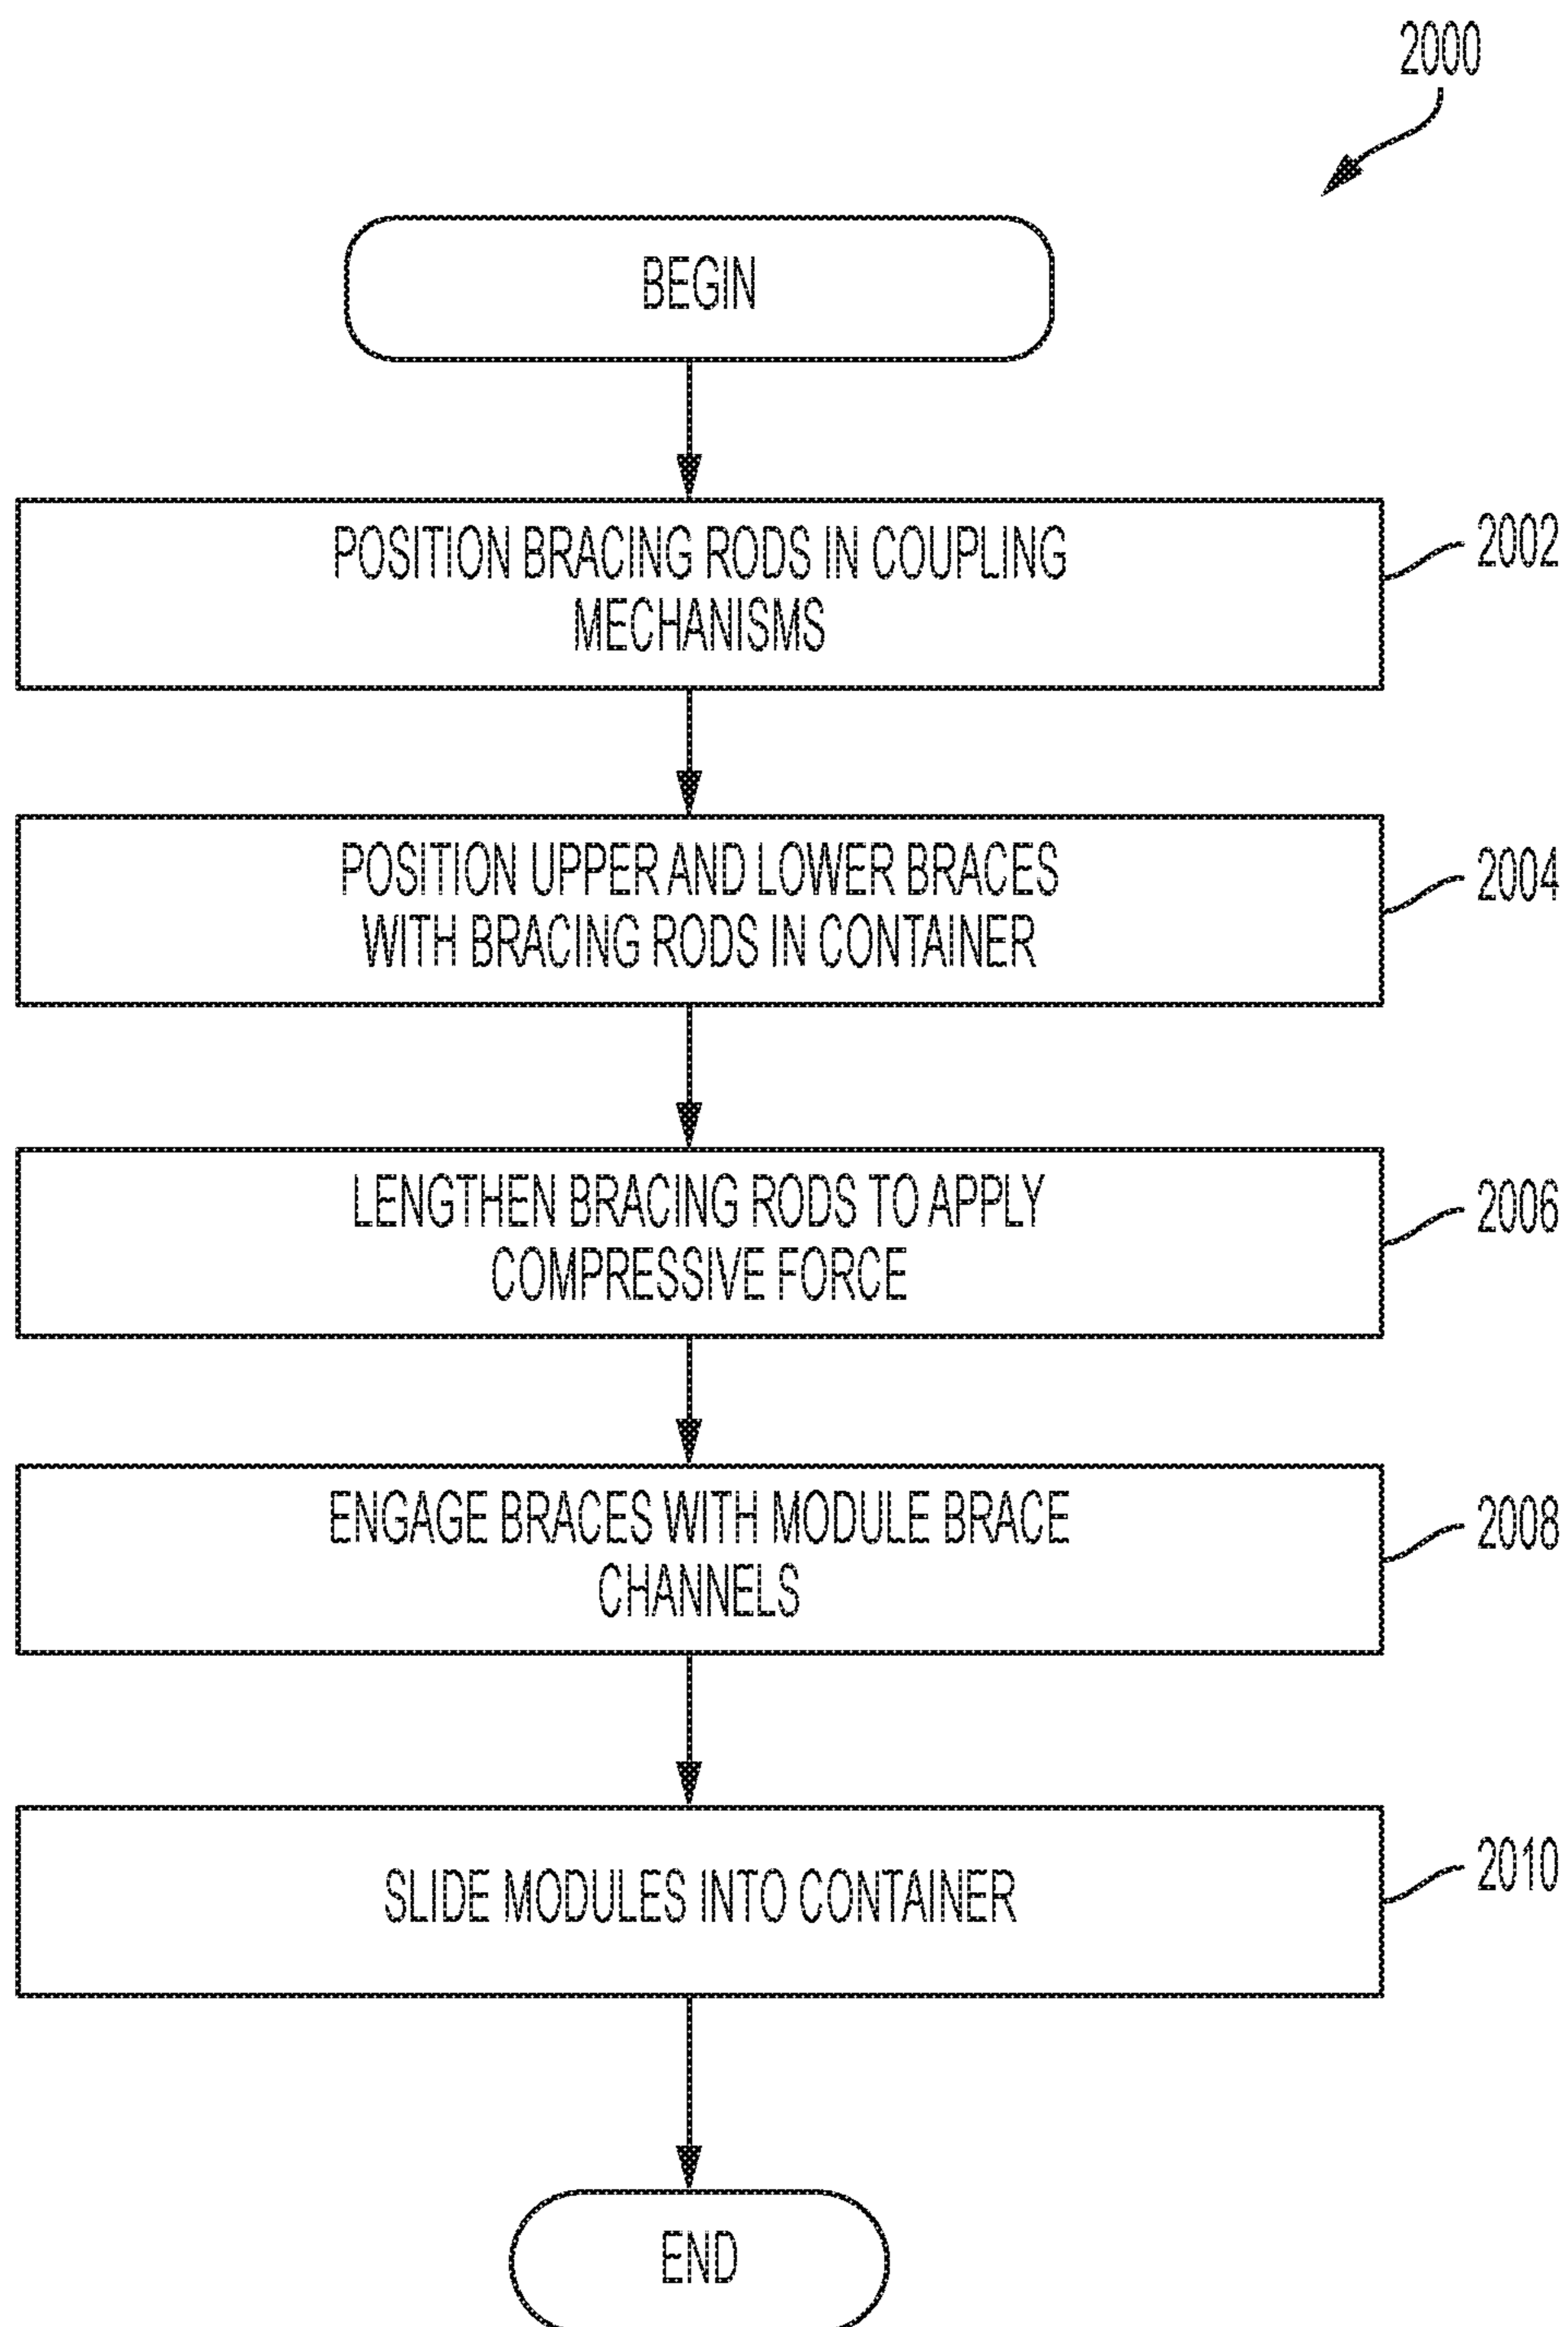 2000
BEGIN
POSITION BRACING RODS IN COUPLING
MECHANISMS
2002
POSITION UPPER AND LOWER BRACES
WITH BRACING RODS IN CONTAINER
2004
LENGTHEN BRACING RODS TO APPLY
COMPRESSIVE FORCE
2006
ENGAGE BRACES WITH MODULE BRACE
CHANNELS
2008
SLIDE MODULES INTO CONTAINER
2010
END